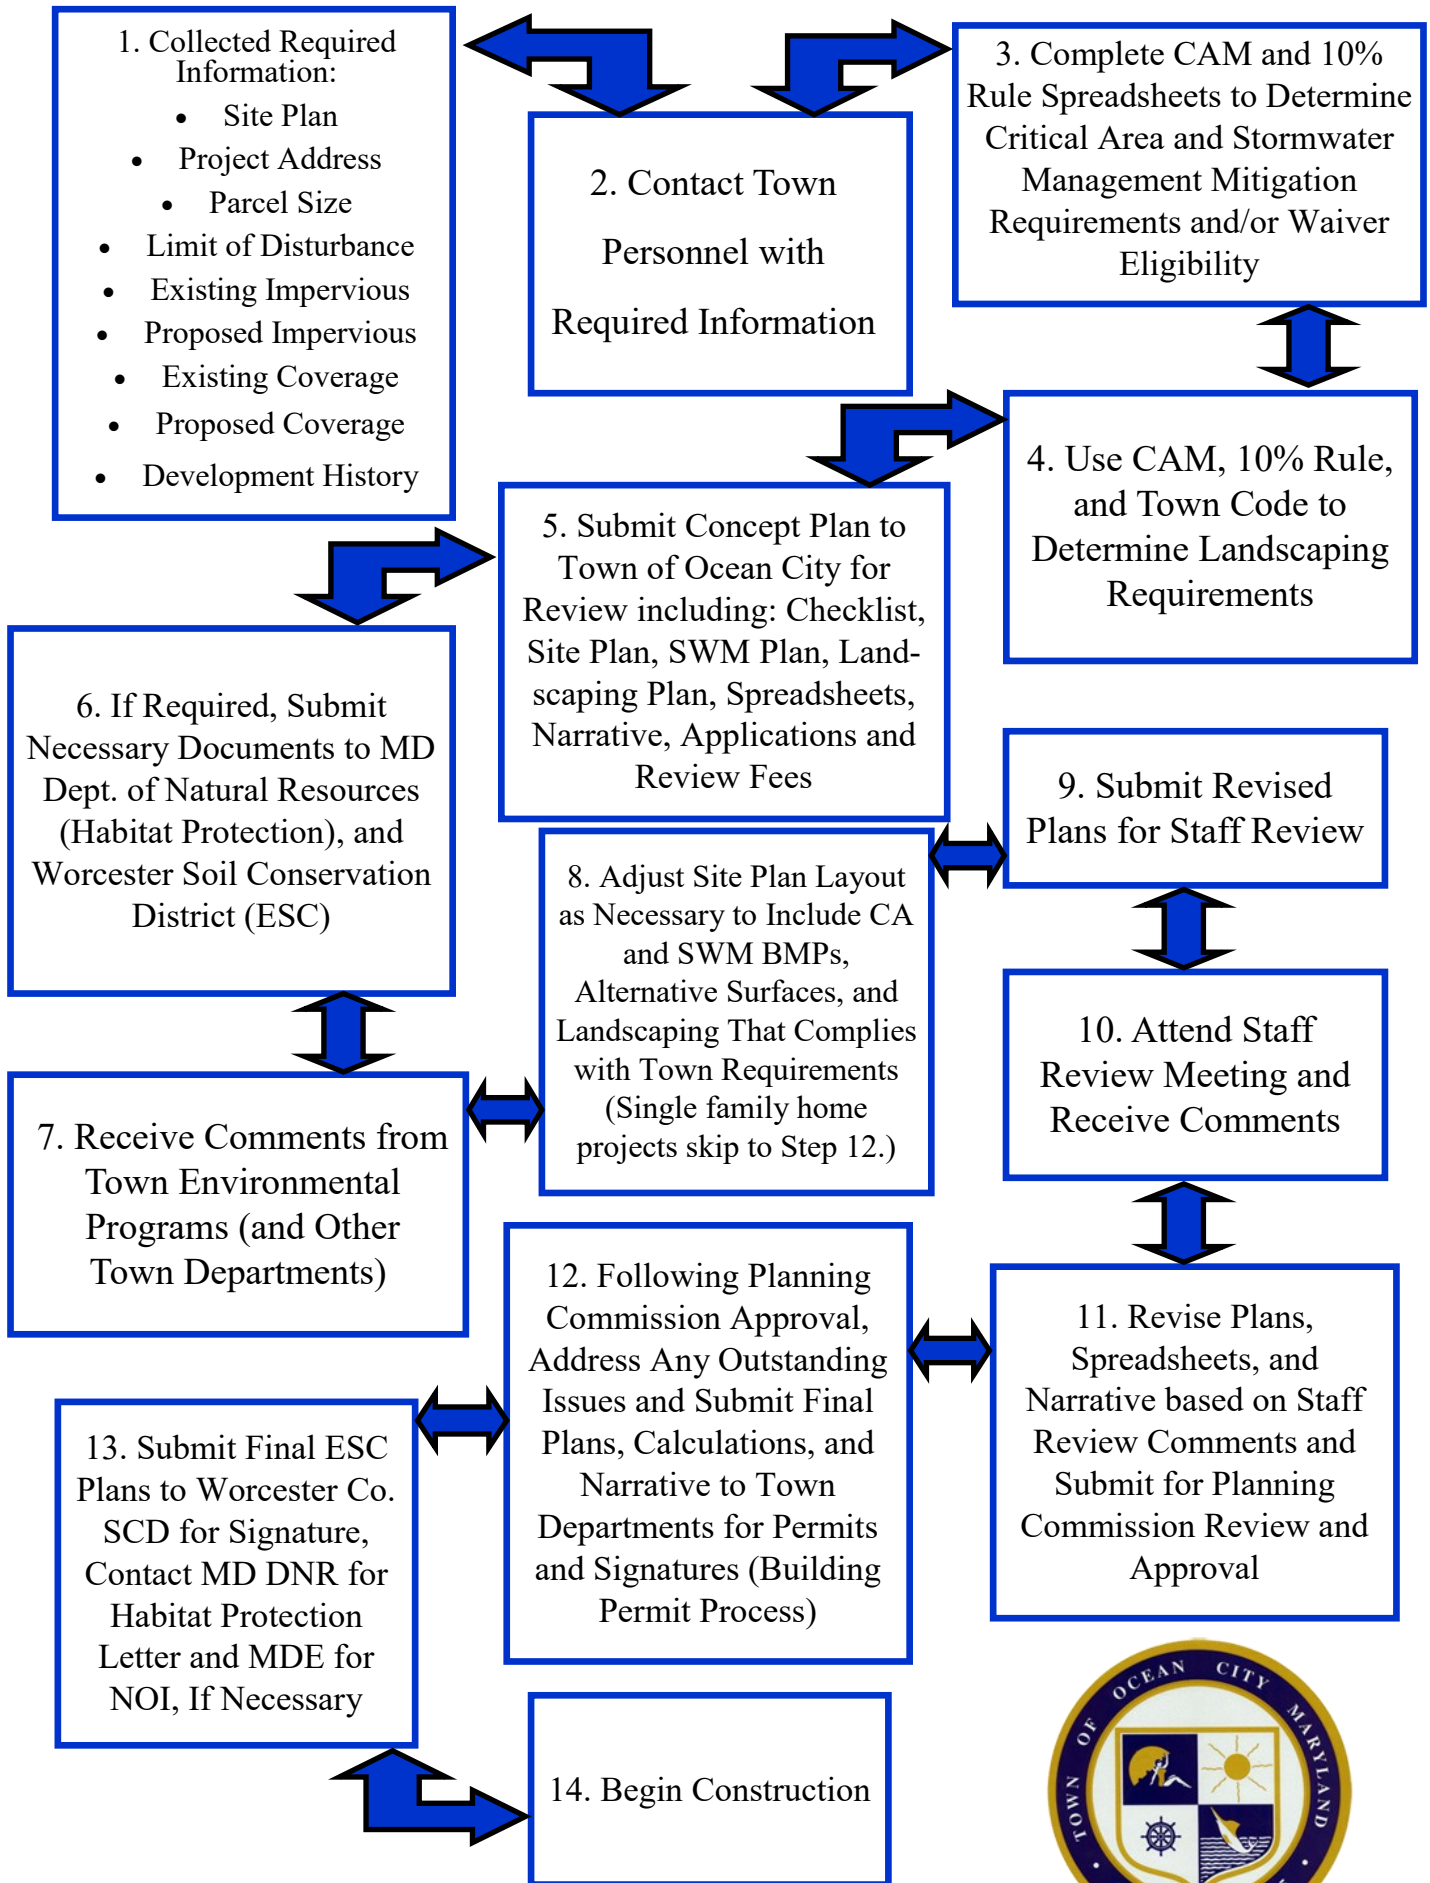 1. Collected Required
Information:
• Site Plan
• Project Address
• Parcel Size
• Limit of Disturbance
• Existing Impervious
• Proposed Impervious
• Existing Coverage
• Proposed Coverage
• Development History
2. Contact Town
Personnel with
Required Information
3. Complete CAM and 10%
Rule Spreadsheets to Determine
Critical Area and Stormwater
Management Mitigation
Requirements and/or Waiver
Eligibility
4. Use CAM, 10% Rule,
and Town Code to
Determine Landscaping
Requirements
5. Submit Concept Plan to
Town of Ocean City for
Review including: Checklist,
Site Plan, SWM Plan, Land-
scaping Plan, Spreadsheets,
Narrative, Applications and
Review Fees
6. If Required, Submit
Necessary Documents to MD
Dept. of Natural Resources
(Habitat Protection), and
Worcester Soil Conservation
District (ESC)
7. Receive Comments from
Town Environmental
Programs (and Other
Town Departments)
8. Adjust Site Plan Layout
as Necessary to Include CA
and SWM BMPs,
Alternative Surfaces, and
Landscaping That Complies
with Town Requirements
(Single family home
projects skip to Step 12.)
9. Submit Revised
Plans for Staff Review
10. Attend Staff
Review Meeting and
Receive Comments
11. Revise Plans,
Spreadsheets, and
Narrative based on Staff
Review Comments and
Submit for Planning
Commission Review and
Approval
12. Following Planning
Commission Approval,
Address Any Outstanding
Issues and Submit Final
Plans, Calculations, and
Narrative to Town
Departments for Permits
and Signatures (Building
Permit Process)
13. Submit Final ESC
Plans to Worcester Co.
SCD for Signature,
Contact MD DNR for
Habitat Protection
Letter and MDE for
NOI, If Necessary
14. Begin Construction
• TOWN OF OCEAN CITY MARYLAND •